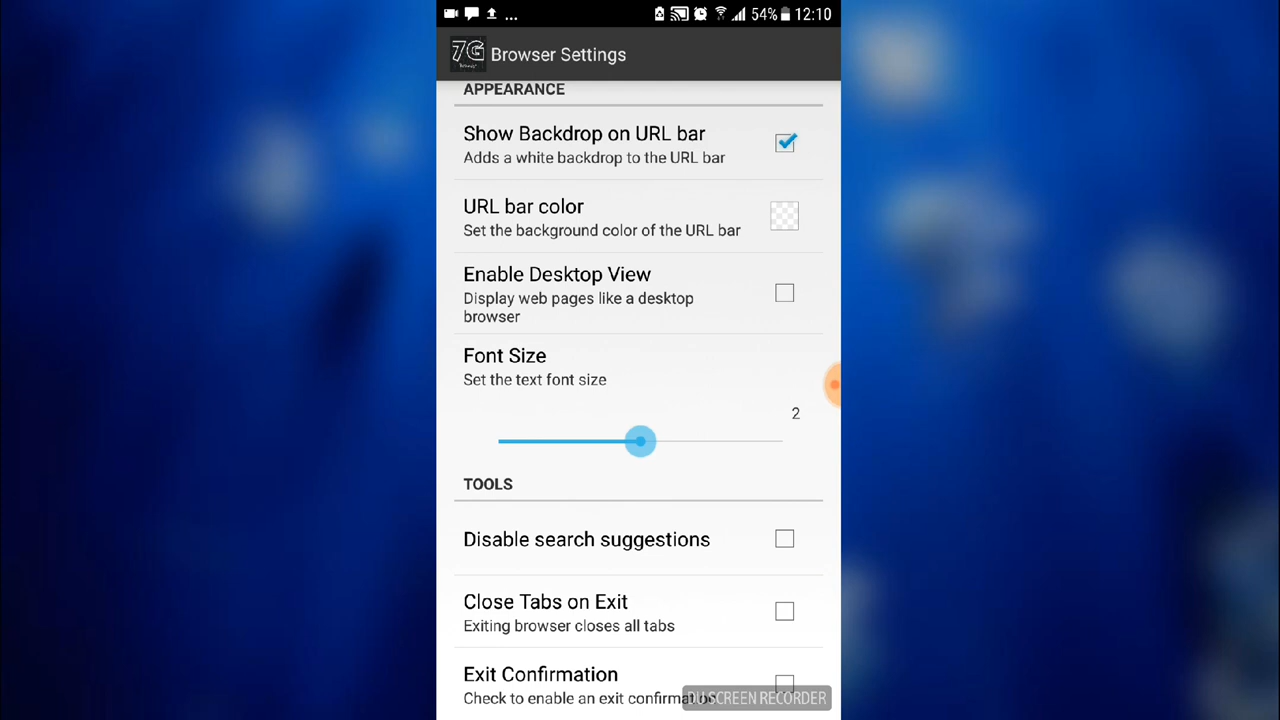 ... 54% 12:10
7G Browser Settings
APPEARANCE
Show Backdrop on URL bar
Adds a white backdrop to the URL bar
URL bar color
Set the background color of the URL bar
Enable Desktop View
Display web pages like a desktop
browser
Font Size
Set the text font size
2
TOOLS
Disable search suggestions
Close Tabs on Exit
Exiting browser closes all tabs
Exit Confirmation
Check to enable an exit confirmation
DU SCREEN RECORDER